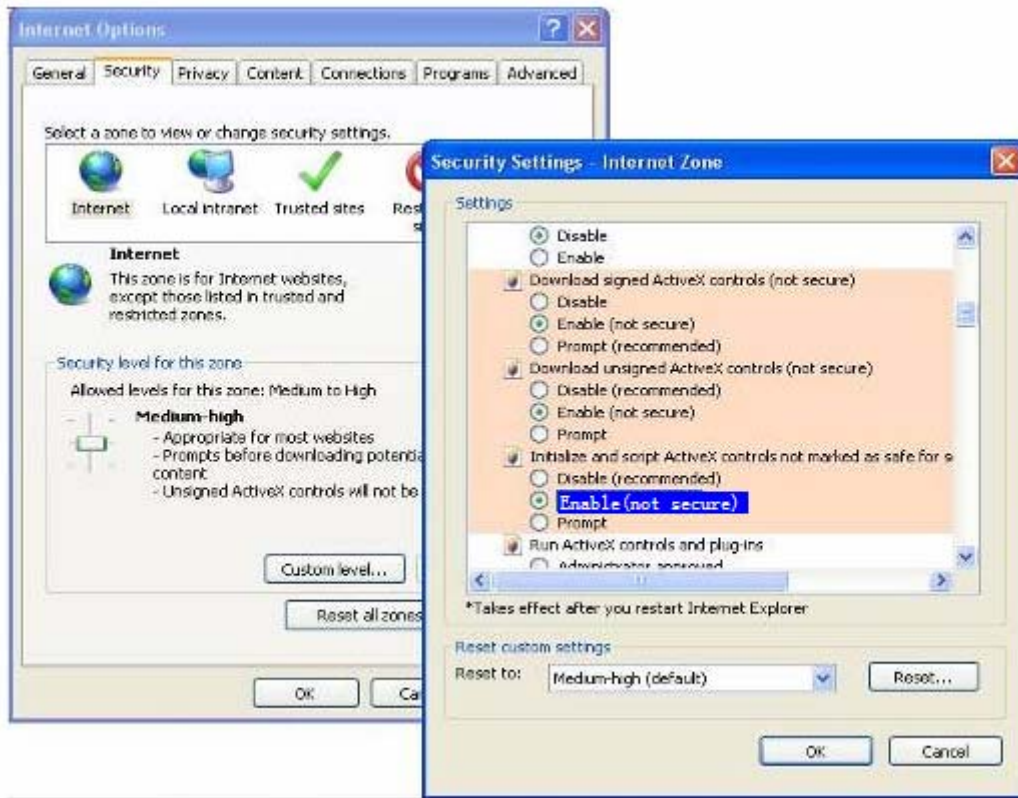 Internet Options
General Security Privacy Content Connections Programs Advanced
Select a zone to view or change security settings.
Internet Local intranet Trusted sites
Internet
This zone is for Internet websites,
except those listed in trusted and
restricted zones.
Security level for this zone
Allowed levels for this zone: Medium to High
Medium-high
- Appropriate for most websites
- Prompts before downloading
content
- Unsigned ActiveX controls will not be
Custom level...
Reset all zones
OK
Security Settings - Internet Zone
Settings
Disable
Enable
Download signed ActiveX controls (not secure)
Disable
Enable (not secure)
Prompt (recommended)
Download unsigned ActiveX controls (not secure)
Disable (recommended)
Enable (not secure)
Prompt
Initialize and script ActiveX controls not marked as safe for s
Disable (recommended)
Enable(not secure)
Prompt
Run ActiveX controls and plug-ins
Administrator approved
*Takes effect after you restart Internet Explorer
Reset custom settings
Reset to: Medium-high (default) Reset...
OK Cancel